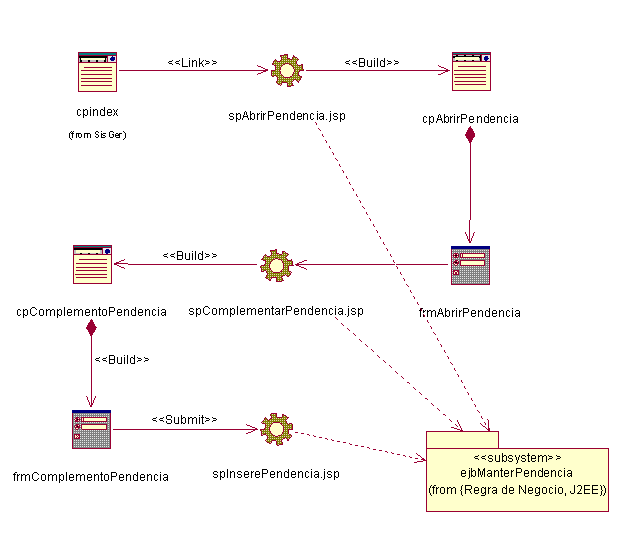 <<Link>>
<<Build>>
cpindex
(from SisGer)
spAbrirPendencia.jsp
cpAbrirPendencia
<<Build>>
cpComplementoPendencia
spComplementarPendencia.jsp
frmAbrirPendencia
<<Build>>
<<Submit>>
frmComplementoPendencia
spInserePendencia.jsp
<<subsystem>>
ejbManterPendencia
(from {Regra de Negocio, J2EE})